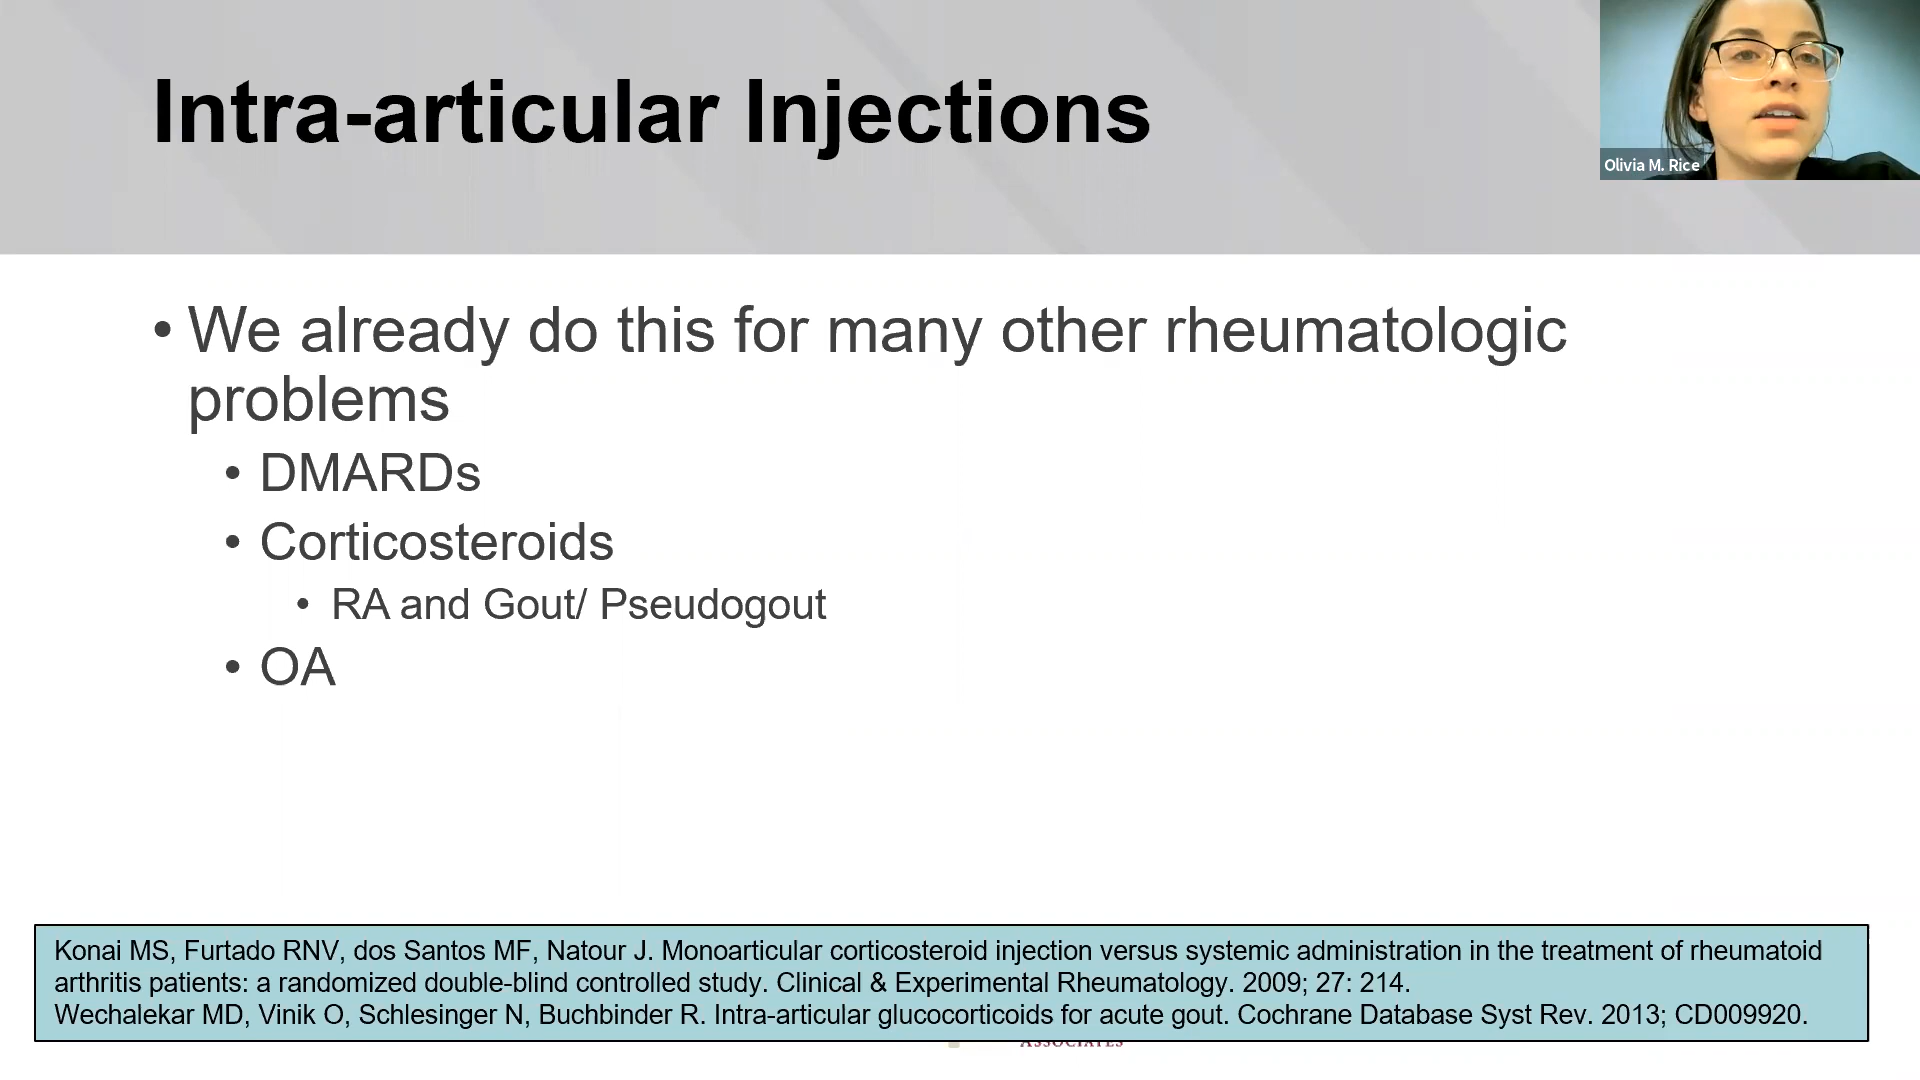 Intra-articular Injections
Olivia M. Rice
• We already do this for many other rheumatologic
problems
• DMARDs
• Corticosteroids
• RA and Gout/ Pseudogout
• OA
Konai MS, Furtado RNV, dos Santos MF, Natour J. Monoarticular corticosteroid injection versus systemic administration in the treatment of rheumatoid
arthritis patients: a randomized double-blind controlled study. Clinical & Experimental Rheumatology. 2009; 27: 214.
Wechalekar MD, Vinik O, Schlesinger N, Buchbinder R. Intra-articular glucocorticoids for acute gout. Cochrane Database Syst Rev. 2013; CD009920.
ASSOCIATES